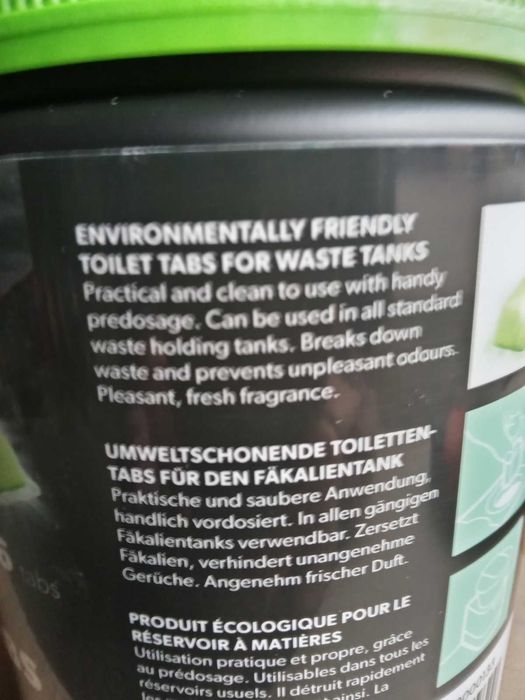 ENVIRONMENTALLY FRIENDLY
TOILET TABS FOR WASTE TANKS
Practical and clean to use with handy
predosage. Can be used in all standard
waste holding tanks. Breaks down
waste and prevents unpleasant odours.
Pleasant, fresh fragrance.
UMWELTSCHONENDE TOILETTEN-
TABS FÜR DEN FÄKALIENTANK
Praktische und saubere Anwendung,
handlich vordosiert. In allen gängigen
Fäkalientanks verwendbar. Zersetzt
Fäkalien, verhindert unangenehme
Gerüche. Angenehm frischer Duft.
tabs
PRODUIT ÉCOLOGIQUE POUR LE
RÉSERVOIR À MATIÈRES
Utilisation pratique et propre, grâce
au prédosage. Utilisables dans tous les
réservoirs usuels. Il détruit rapidement
ainsi. La